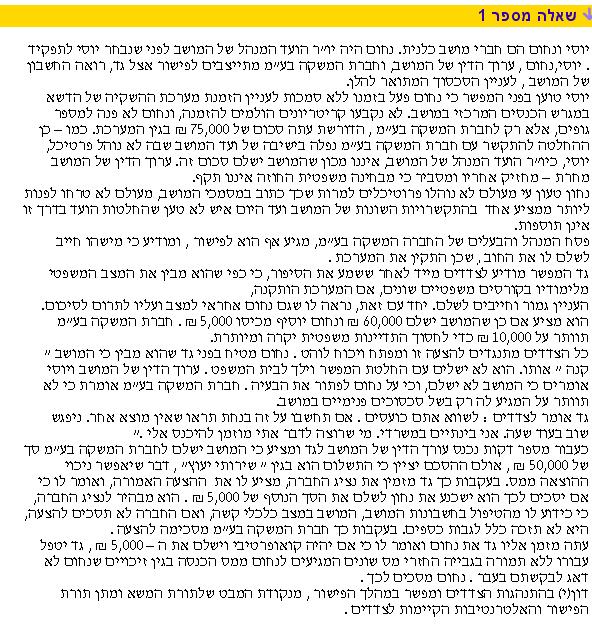 שאלה מספר 1
יוסי ונחום הם חברי מושב כלנית. נחום היה יו״ר הועד המנהל של המושב לפני שנבחר יוסי לתפקיד
. יוסי,נחום , עורך הדין של המושב, וחברת המשקה בע״מ מתייצבים לפישור אצל גד, רואה החשבון
של המושב , לעניין הסכסוך המתואר להלן.
יוסי טוען בפני המפשר כי נחום פעל בזמנו ללא סמכות לעניין הזמנת מערכת ההשקיה של הדשא
במגרש הכנסים המרכזי במושב. לא נקבעו קריטריונים הולמים להזמנה, ונחום לא פנה למספר
גופים, אלא רק לחברת המשקה בע״מ , הדורשת עתה סכום של 75,000 ₪ בגין המערכת. כמו – כן
ההחלטה להתקשר עם חברת המשקה בע״מ נפלה בישיבה של ועד המושב שבה לא נוהל פרטיכל,
יוסי, כיו״ר הועד המנהל של המושב, איננו מכון שהמושב ישלם סכום זה. ערוך הדין של המושב
מחרת – מחזיק אחריו ומסביר כי מבחינה משפטית החוזה איננו תקף.
נחון טעון עי מעולם לא נוהלו פרוטיכלים למרות שכך כתוב במסמכי המושב, מעולם לא טרחו לפנות
ליותר ממציע אחד בהתקשרויות השונות של המושב ועד היום איש לא טען שהחלטות הועד בדרך זו
אינן תוספות.
פסח המנהל והבעלים של החברה המשקה בע״מ, מגיע אף הוא לפישור , ומודיע כי מישהו חייב
לשלם לו את החוב , שכן התקין את המערכת .
גד המפשר מודיע לצדדים מייד לאחר ששמע את הסיפור, כי כפי שהוא מבין את המצב המשפטי
מלימודיו בקורסים משפטיים שונים, אם המערכת הותקנה,
העניין גמור וחייבים לשלם. יחד עם זאת, נראה לו שגם נחום אחראי למצב ועליו לתרום לסיכום.
הוא מציע אם כן שהמושב ישלם 60,000 ₪ ונחום יוסיף מכיסו 5,000 ₪ . חברת המשקה בע״מ
תוותר על 10,000 ₪ כדי לחסוך התדיינות משפטית יקרה ומיותרת.
כל הצדדים מתנגדים להצעה זו ומפתח ויכוח לוהט . נחום מטיח בפני גד שהוא מבין כי המושב ״
קנה ״ אותו. הוא לא ישלים עם החלטת המפשר וילך לבית המשפט . ערוך הדין של המושב ויוסי
אומרים כי המושב לא ישלם, וכי על נחום לפתור את הבעיה . חברת המשקה בע״מ אומרת כי לא
תוותר על המגיע לה רק בשל סכסוכים פנימיים במושב.
גד אומר לצדדים : לשווא אתם כועסים . אם תחשבו על זה בנחת תראו שאין מוצא אחר. ניפגש
שוב בעוד שעה. אני בינתיים במשרדי. מי שרוצה לדבר אתי מוזמן להיכנס אלי .״
כעבור מספר דקות נכנס עורך הדין של המושב לגד ומציע כי המושב ישלם לחברת המשקה בע״מ סך
של 50,000 ₪ , אולם ההסכם יציין כי התשלום הוא בגין ״ שירותי יעוץ״ , דבר שיאפשר ניכוי
ההוצאה ממס. בעקבות כך גד מזמין את נציג החברה, מציע לו את ההצעה האמורה, ואומר לו כי
אם יסכים לכך הוא ישכנע את נחון לשלם את הסך הנוסף של 5,000 ₪ . הוא מבהיר לנציג החברה,
כי כידוע לו מהטיפול בחשבונות המושב, המושב במצב כלכלי קשה, ואם החברה לא תסכים להצעה,
היא לא תזכה כלל לגבות כספים. בעקבות כך חברת המשקה בע״מ מסכימה להצעה .
עתה מזמן אליו גד את נחום ואומר לו כי אם יהיה קואופרטיבי וישלם את ה – 5,000 ₪ , גד יטפל
עבורו ללא תמורה בגבייה החזרי מס שונים המגיעים לנחום ממס הכנסה בגין זיכויים שנחום לא
דאג לבקשתם בעבר . נחום מסכים לכך .
דון(י) בהתנהגות הצדדים ומפשר במהלך הפישור , מנקודת המבט שלתורת המשא ומתן תורת
הפישור והאלטרנטיבות הקיימות לצדדים .